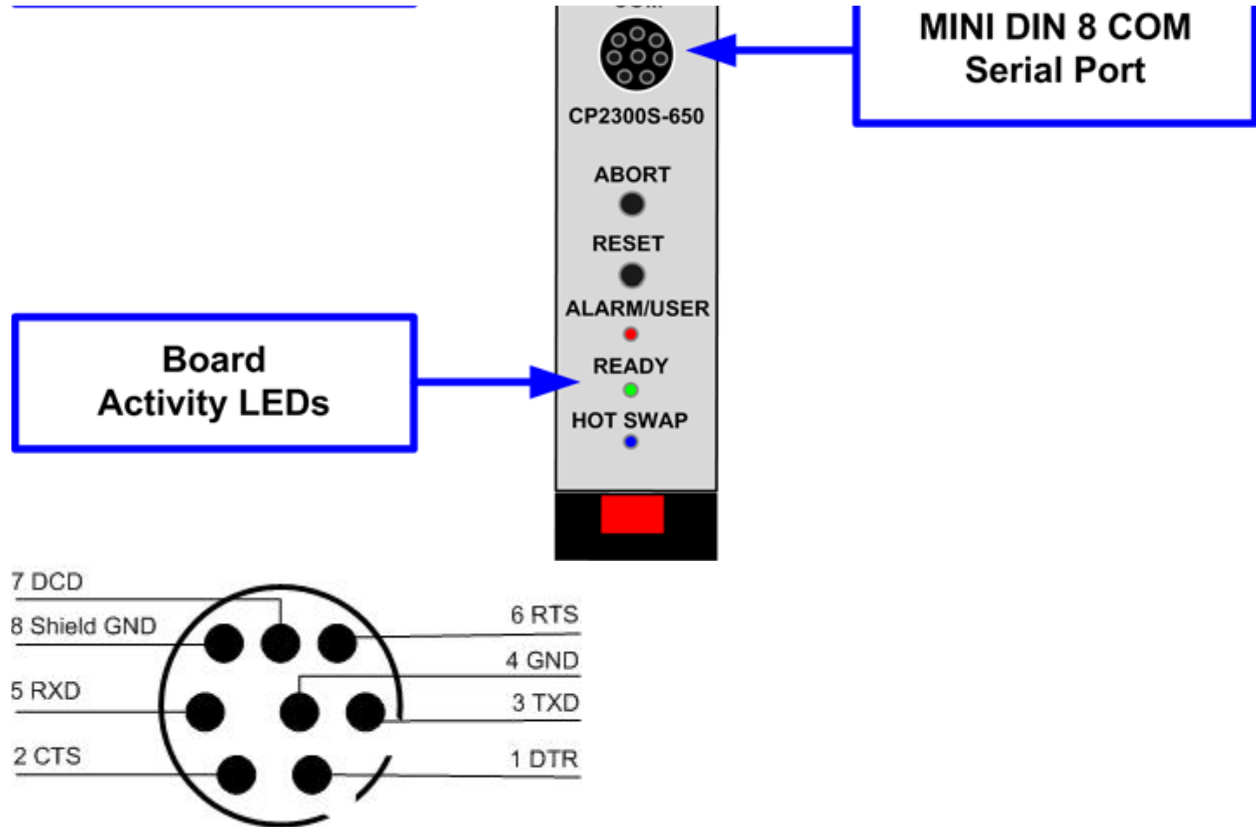 COM
MINI DIN 8 COM
Serial Port
CP2300S-650
ABORT
RESET
ALARM/USER
READY
HOT SWAP
Board
Activity LEDs
7 DCD
8 Shield GND
5 RXD
2 CTS
6 RTS
4 GND
3 TXD
1 DTR